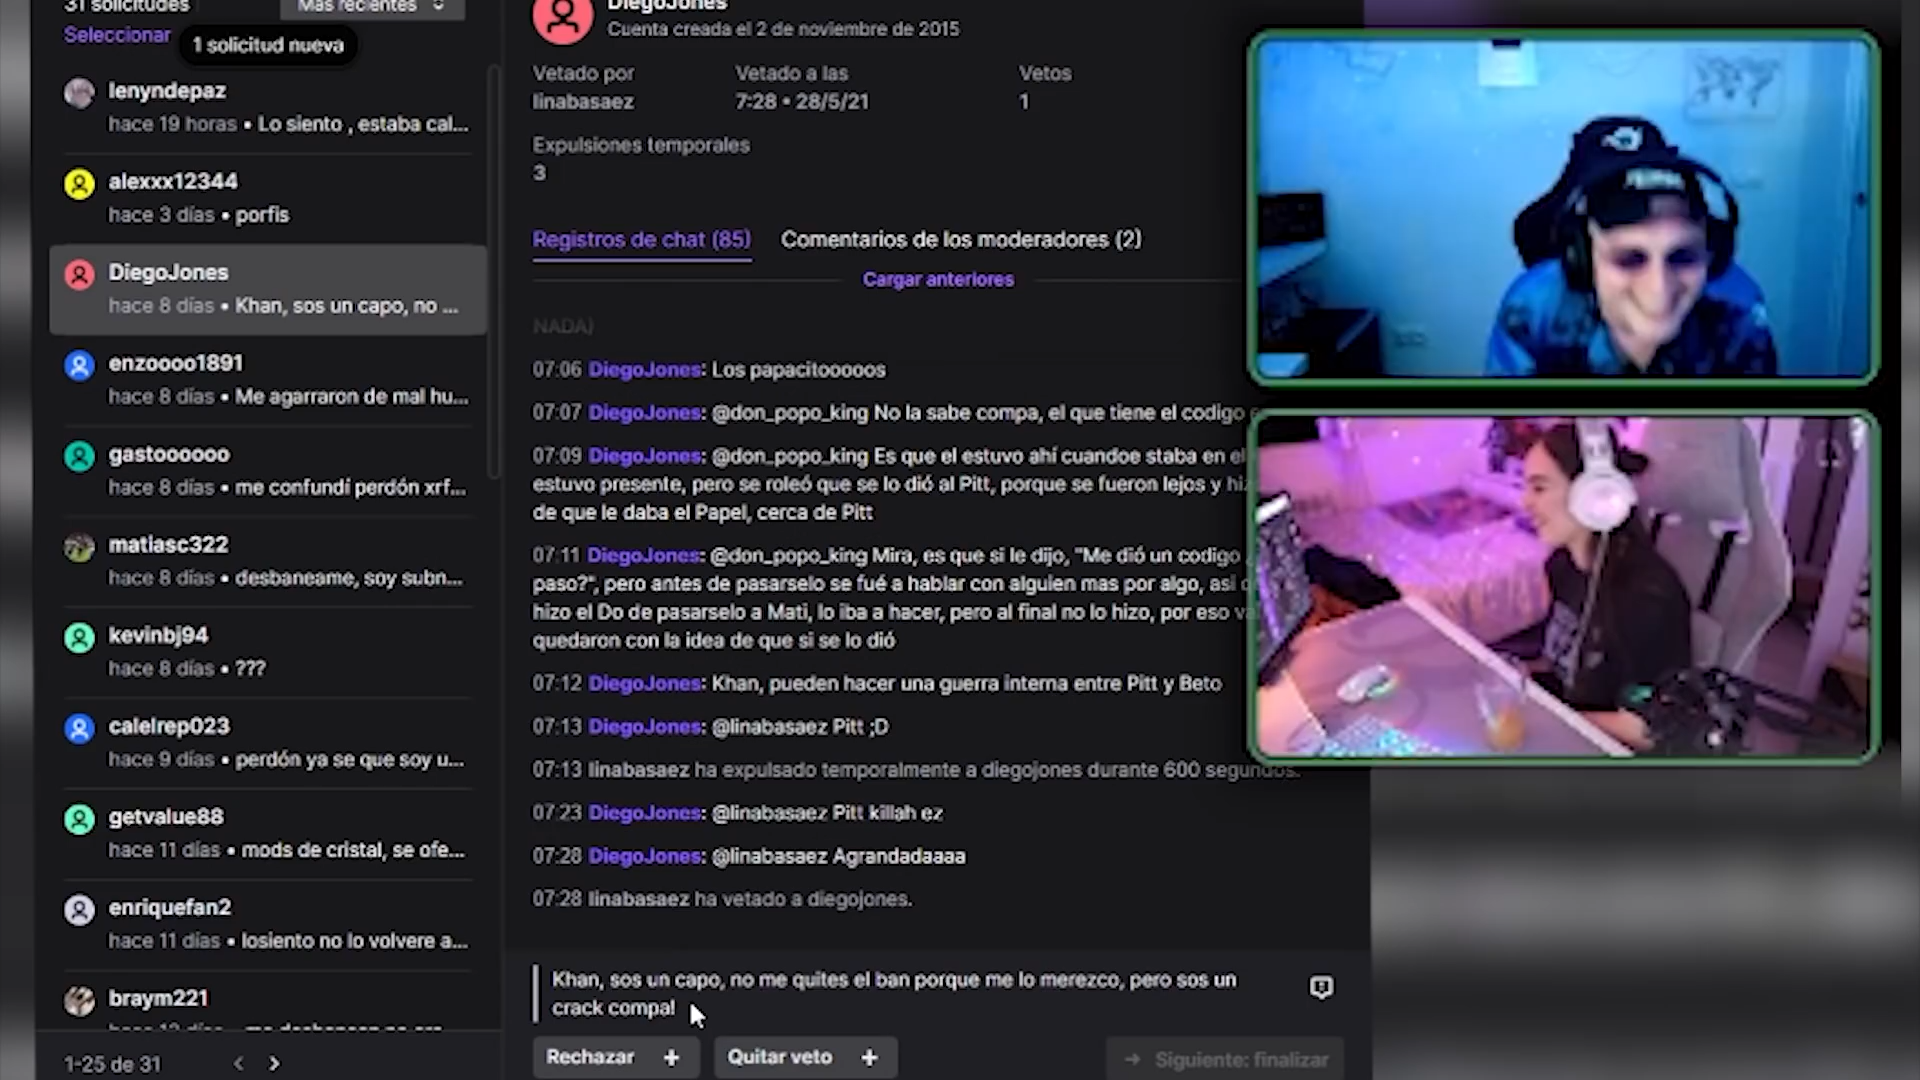 31 solicitudes
Más recientes
Seleccionar
1 solicitud nueva
lenyndepaz
hace 19 horas • Lo siento , estaba cal...
alexxx12344
hace 3 días • porfis
DiegoJones
hace 8 días • Khan, sos un capo, no ...
enzoooo1891
hace 8 días • Me agarraron de mal hu...
gastoooooo
hace 8 días • me confundí perdón xrf...
matiasc322
hace 8 días • desbaneame, soy subn...
kevinbj94
hace 8 días • ???
calelrep023
hace 9 días • perdón ya se que soy u...
getvalue88
hace 11 días • mods de cristal, se ofe...
enriquefan2
hace 11 días • losiento no lo volvere a...
braym221
1-25 de 31
DiegoJones
Cuenta creada el 2 de noviembre de 2015
Vetado por
Vetado a las
Vetos
linabasaez
7:28 • 28/5/21
1
Expulsiones temporales
3
Registros de chat (85)
Comentarios de los moderadores (2)
Cargar anteriores
NADA)
07:06 DiegoJones: Los papacitooooos
07:07 DiegoJones: @don_popo_king No la sabe compa, el que tiene el codigo
07:09 DiegoJones: @don_popo_king Es que el estuvo ahí cuandoe staba en el
estuvo presente, pero se roleó que se lo dió al Pitt, porque se fueron lejos y
de que le daba el Papel, cerca de Pitt
07:11 DiegoJones: @don_popo_king Mira, es que si le dijo, "Me dió un codigo
paso?", pero antes de pasarselo se fué a hablar con alguien mas por algo, asi
hizo el Do de pasarselo a Mati, lo iba a hacer, pero al final no lo hizo, por eso
quedaron con la idea de que si se lo dió
07:12 DiegoJones: Khan, pueden hacer una guerra interna entre Pitt y Beto
07:13 DiegoJones: @linabasaez Pitt ;D
07:13 linabasaez ha expulsado temporalmente a diegojones durante 600 segundos.
07:23 DiegoJones: @linabasaez Pitt killah ez
07:28 DiegoJones: @linabasaez Agrandadaaaa
07:28 linabasaez ha vetado a diegojones.
Khan, sos un capo, no me quites el ban porque me lo merezco, pero sos un
crack compa!
Rechazar +
Quitar veto +
→ Siguiente: finalizar